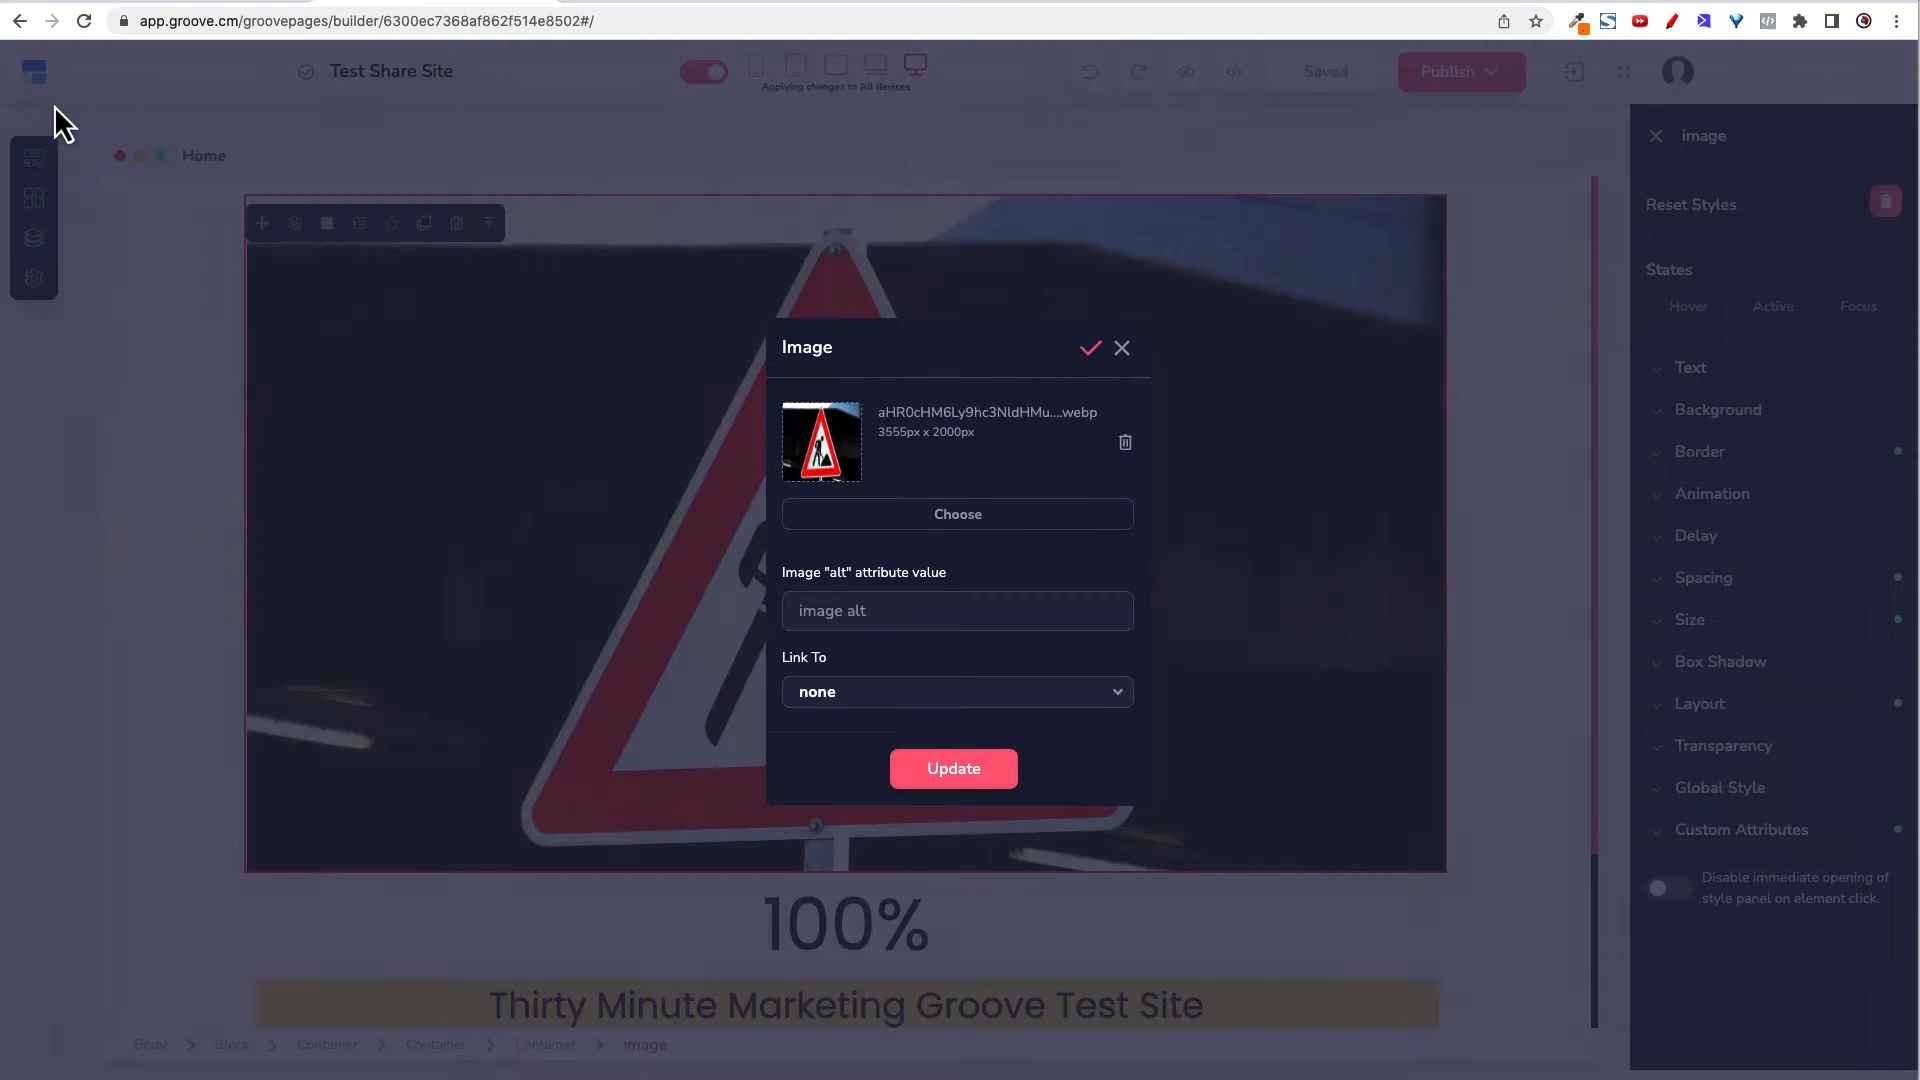 app.groove.cm/groovepages/builder/6300ec7368af862f514e8502#/
Test Share Site
Applying changes to All devices
Saved
Publish
Home
image
Reset Styles
States
Hover Active Focus
Text
Background
Border
Animation
Delay
Spacing
Size
Box Shadow
Layout
Transparency
Global Style
Custom Attributes
Disable immediate opening of
style panel on element click.
Image
aHR0cHM6Ly9hc3NldHMu....webp
3555px x 2000px
Choose
Image "alt" attribute value
image alt
Link To
none
Update
100%
Thirty Minute Marketing Groove Test Site
Body Block Container Container Container image